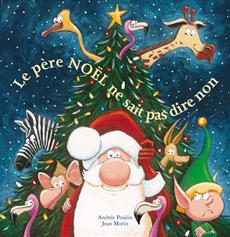 Le père NOËL ne sait pas dire non
Andrée Poulin
Jean Morin